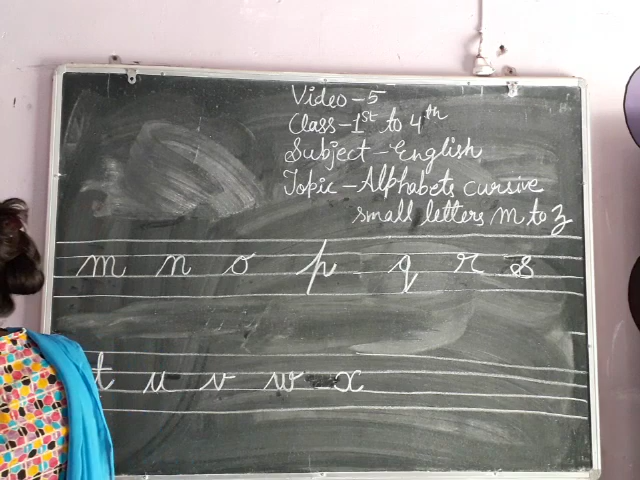 Video-5
Class-1st to 4th
Subject-English
Topic-Alphabets cursive
small letters m to z
m n o p q r s
t u v w x